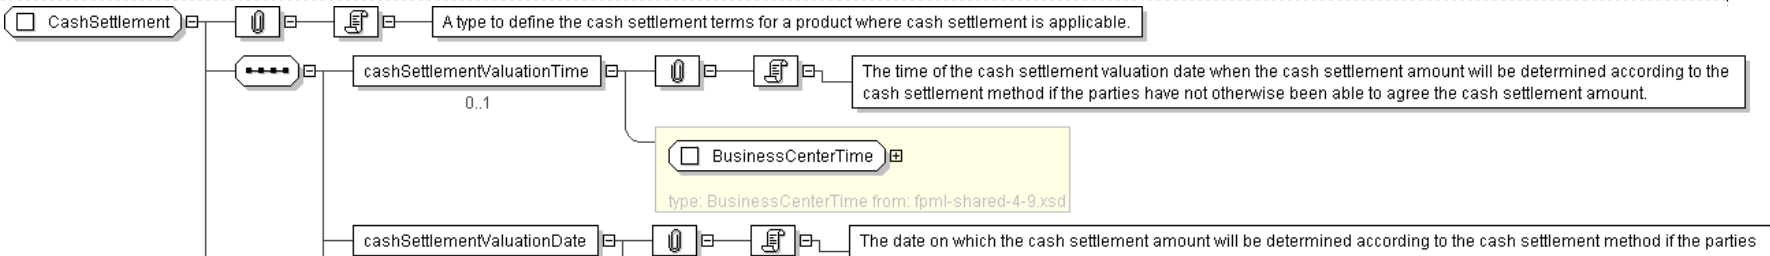 CashSettlement
A type to define the cash settlement terms for a product where cash settlement is applicable.
cashSettlementValuationTime
0..1
The time of the cash settlement valuation date when the cash settlement amount will be determined according to the
cash settlement method if the parties have not otherwise been able to agree the cash settlement amount.
BusinessCenterTime
type: BusinessCenterTime from: fpml-shared-4-9.xsd
cashSettlementValuationDate
The date on which the cash settlement amount will be determined according to the cash settlement method if the parties